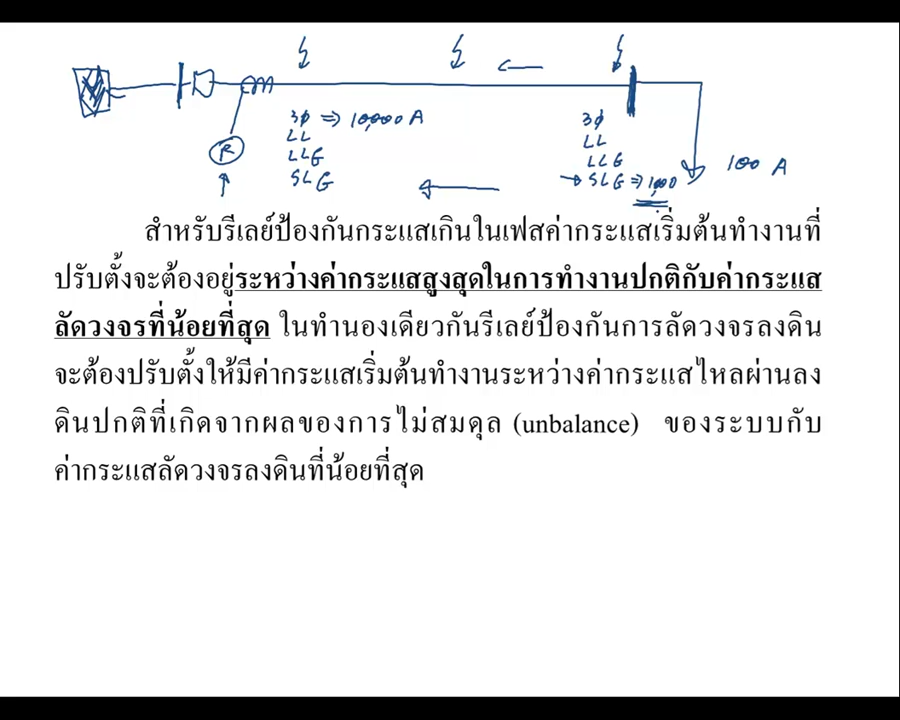 3φ ⇒ 10,000 A
LL
LLG
SLG
R
3φ
LL
LLG
→ SLG ⇒ 1,000
100 A
สำหรับรีเลย์ป้องกันกระแสเกินในเฟสค่ากระแสเริ่มต้นทำงานที่
ปรับตั้งจะต้องอยู่ระหว่างค่ากระแสสูงสุดในการทำงานปกติกับค่ากระแส
ลัดวงจรที่น้อยที่สุด ในทำนองเดียวกันรีเลย์ป้องกันการลัดวงจรลงดิน
จะต้องปรับตั้งให้มีค่ากระแสเริ่มต้นทำงานระหว่างค่ากระแสไหลผ่านลง
ดินปกติที่เกิดจากผลของการไม่สมดุล (unbalance) ของระบบกับ
ค่ากระแสลัดวงจรลงดินที่น้อยที่สุด